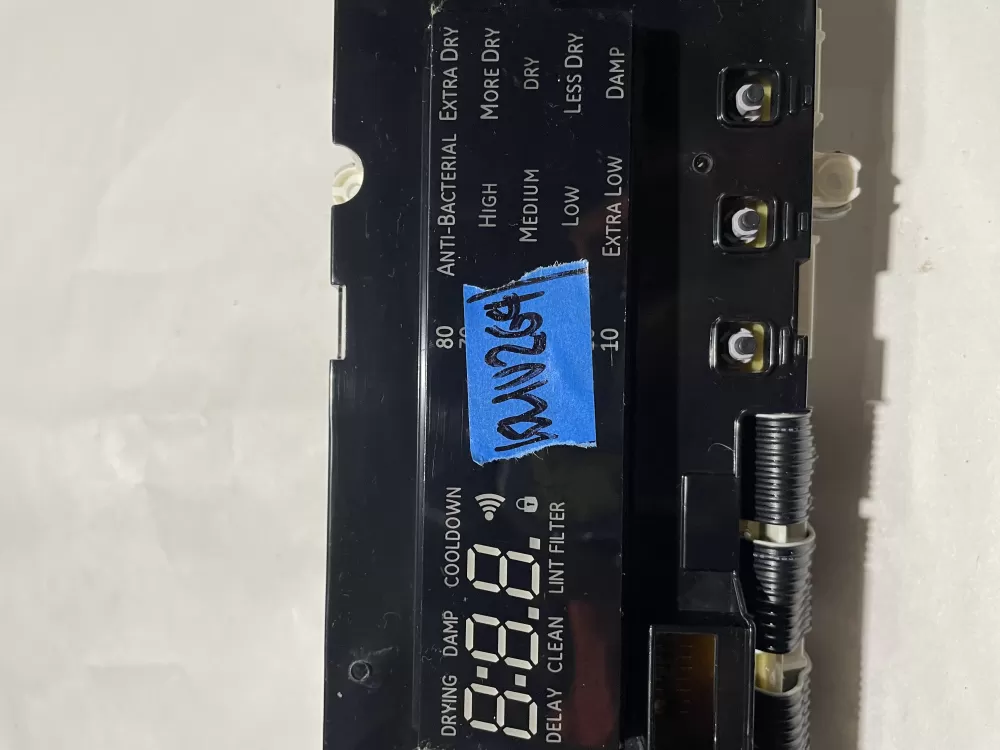 DRYING DAMP COOLDOWN 80 ANTI-BACTERIAL EXTRA DRY
8:8.8. HIGH MORE DRY
MEDIUM DRY
DELAY CLEAN LINT FILTER LOW LESS DRY
10 EXTRA LOW DAMP